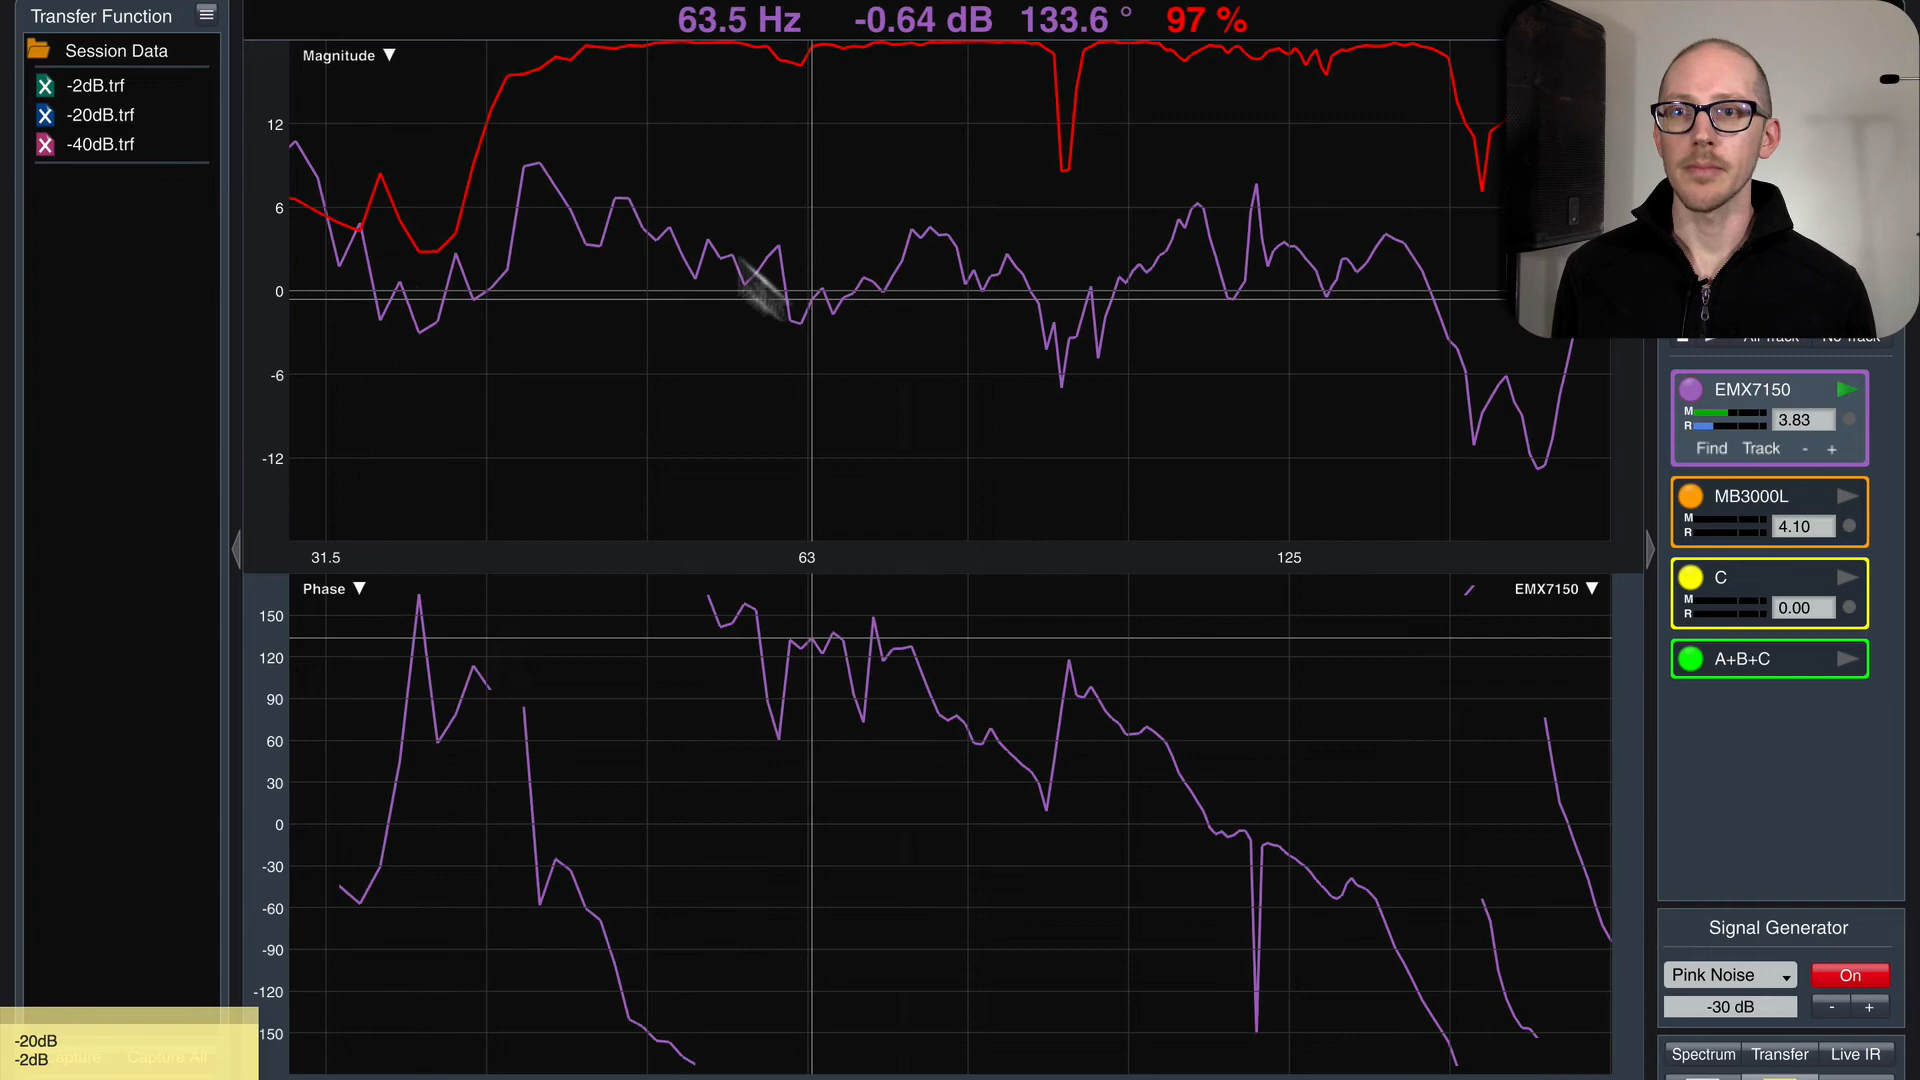 Transfer Function
63.5 Hz -0.64 dB 133.6 ° 97 %
Session Data
-2dB.trf
-20dB.trf
-40dB.trf
Magnitude
12
6
0
-6
-12
31.5 63 125
Phase
EMX7150
150
120
90
60
30
0
-30
-60
-90
-120
150
EMX7150
M
R
3.83
Find Track - +
MB3000L
M
R
4.10
C
M
R
0.00
A+B+C
Signal Generator
Pink Noise On
-30 dB - +
Spectrum Transfer Live IR
-20dB
-2dB
Capture All